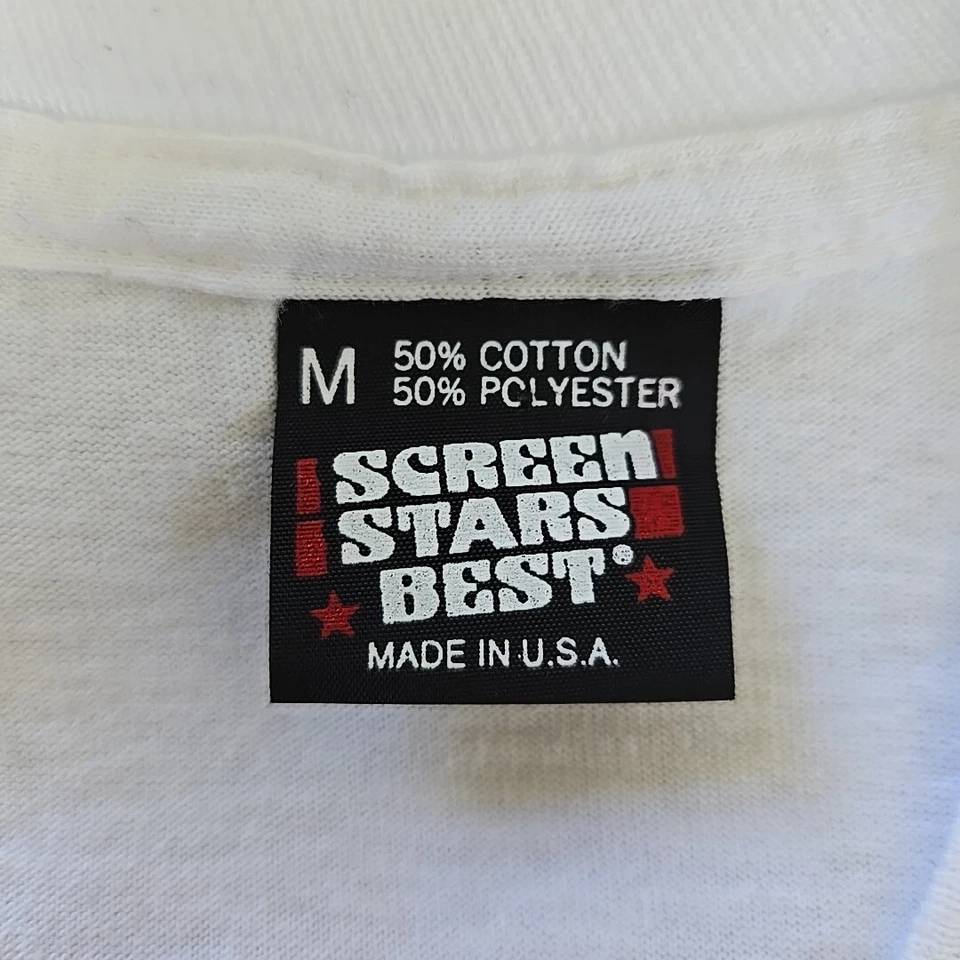 M 50% COTTON
50% POLYESTER
SCREEn
STARS
BEST®
MADE IN U.S.A.